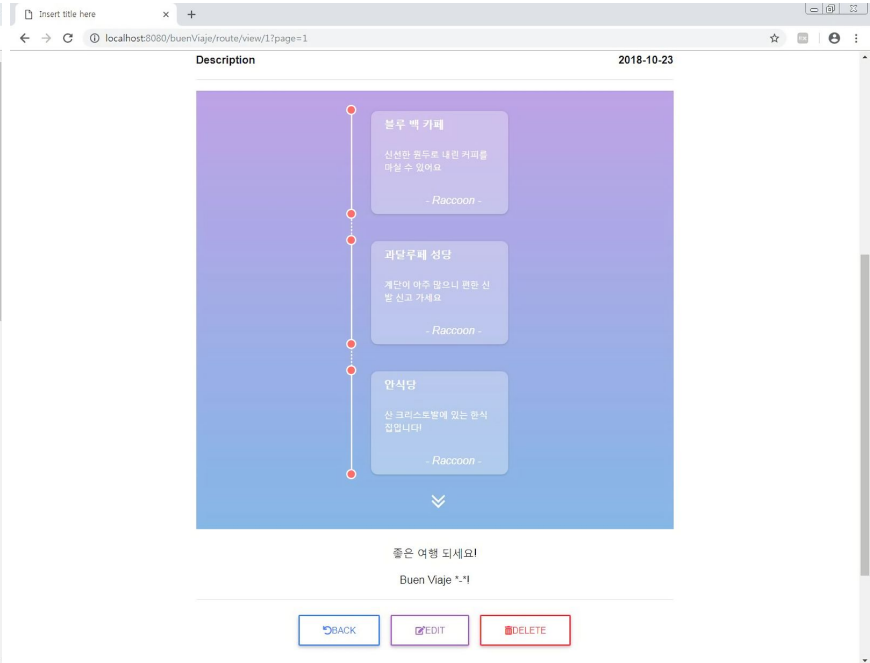 Insert title here
localhost:8080/buenViaje/route/view/1?page=1
Description 2018-10-23
블루 백 카페
신선한 원두로 내린 커피를
마실 수 있어요
- Raccoon -
과달루페 성당
계단이 아주 많으니 편한 신
발 신고 가세요
- Raccoon -
안식당
산 크리스토발에 있는 한식
집입니다!
- Raccoon -
좋은 여행 되세요!
Buen Viaje *-*!
BACK EDIT DELETE